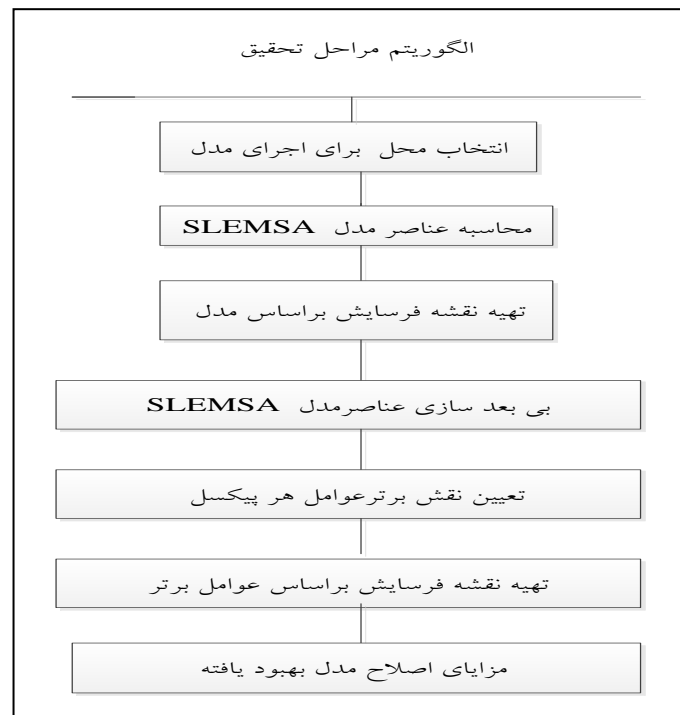 الگوریتم مراحل تحقیق
انتخاب محل برای اجرای مدل
محاسبه عناصر مدل SLEMSA
تهیه نقشه فرسایش براساس مدل
بی بعد سازی عناصرمدل SLEMSA
تعیین نقش برترعوامل هر پیکسل
تهیه نقشه فرسایش براساس عوامل برتر
مزایای اصلاح مدل بهبود یافته